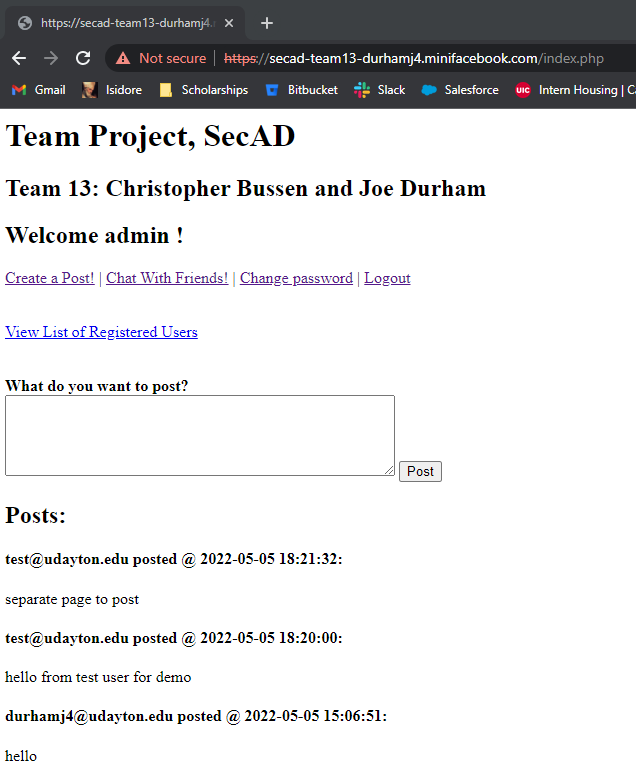 https://secad-team13-durhamj4.
Not secure | https://secad-team13-durhamj4.minifacebook.com/index.php
Gmail Isidore Scholarships Bitbucket Slack Salesforce UIC Intern Housing | Ca
Team Project, SecAD
Team 13: Christopher Bussen and Joe Durham
Welcome admin !
Create a Post! | Chat With Friends! | Change password | Logout
View List of Registered Users
What do you want to post?
Post
Posts:
test@udayton.edu posted @ 2022-05-05 18:21:32:
separate page to post
test@udayton.edu posted @ 2022-05-05 18:20:00:
hello from test user for demo
durhamj4@udayton.edu posted @ 2022-05-05 15:06:51:
hello